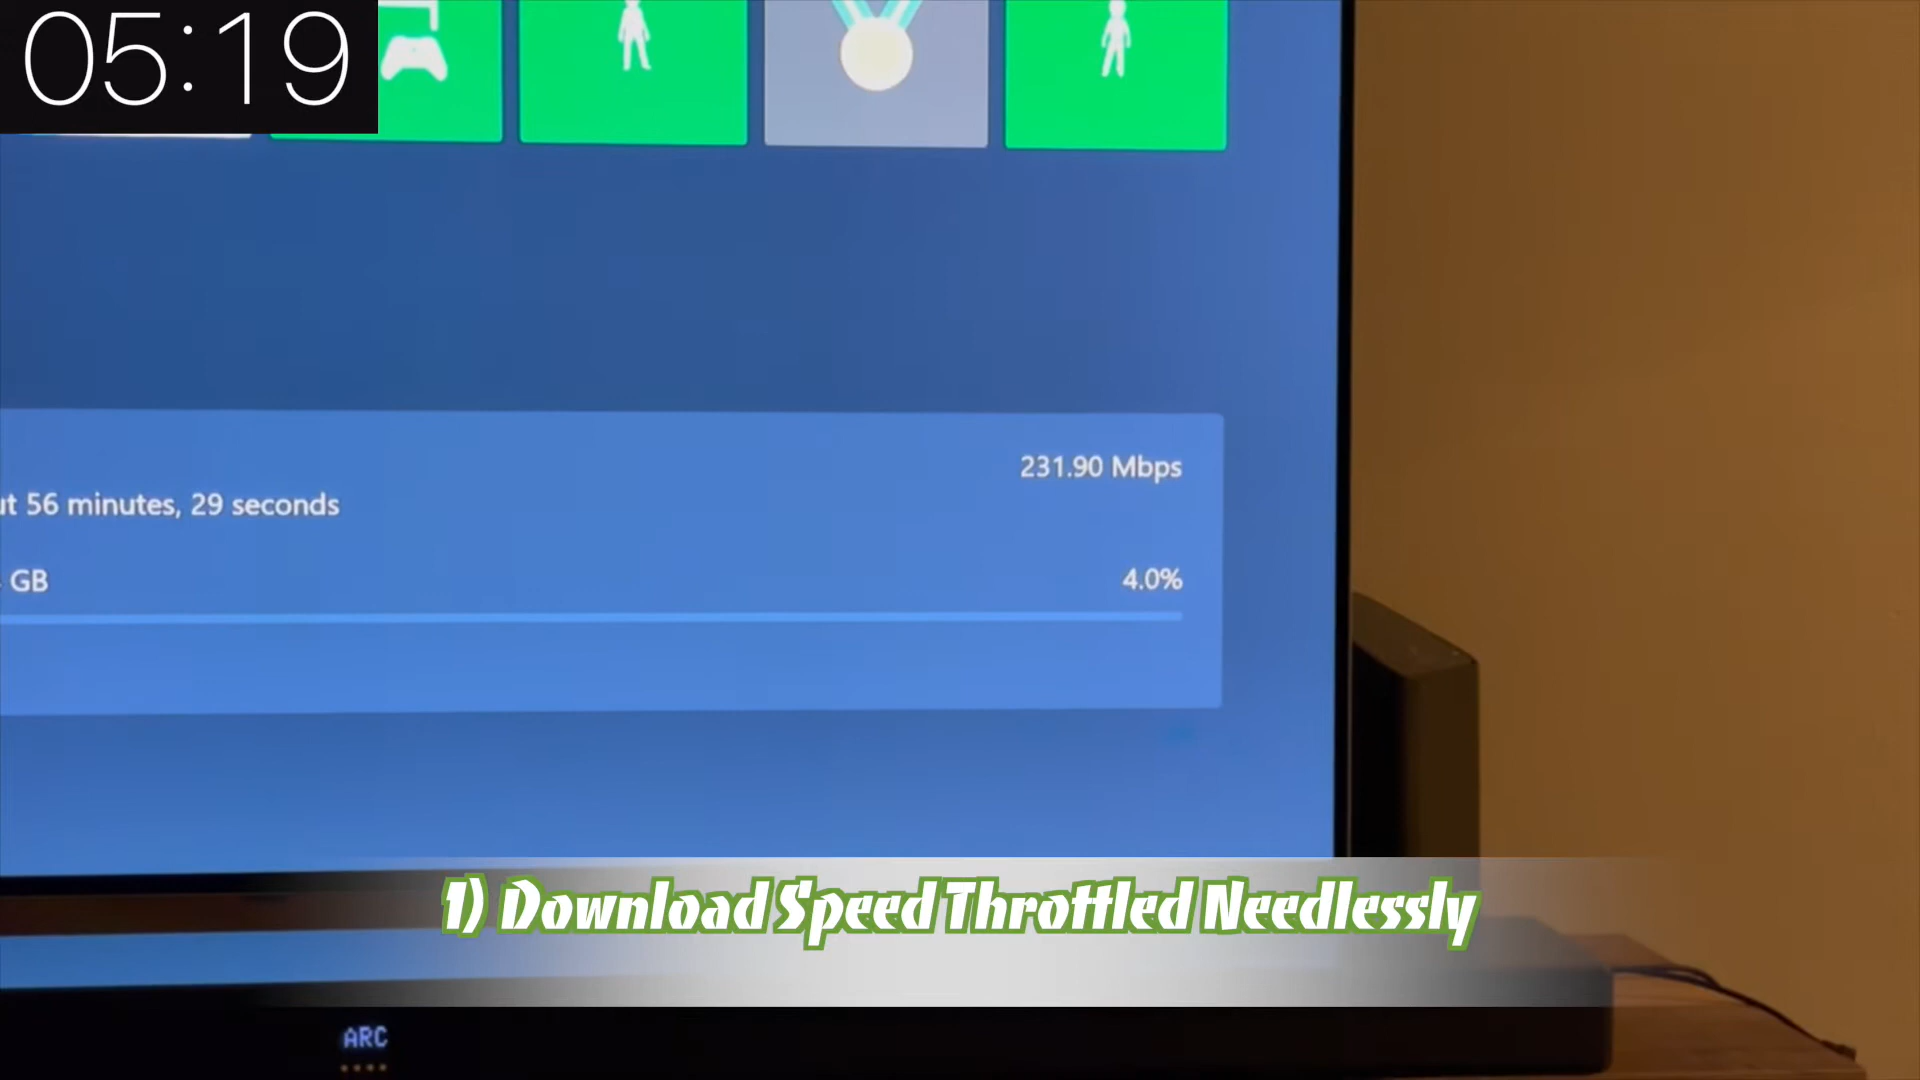 05:19
231.90 Mbps
56 minutes, 29 seconds
GB
4.0%
1) Download Speed Throttled Needlessly
ARC